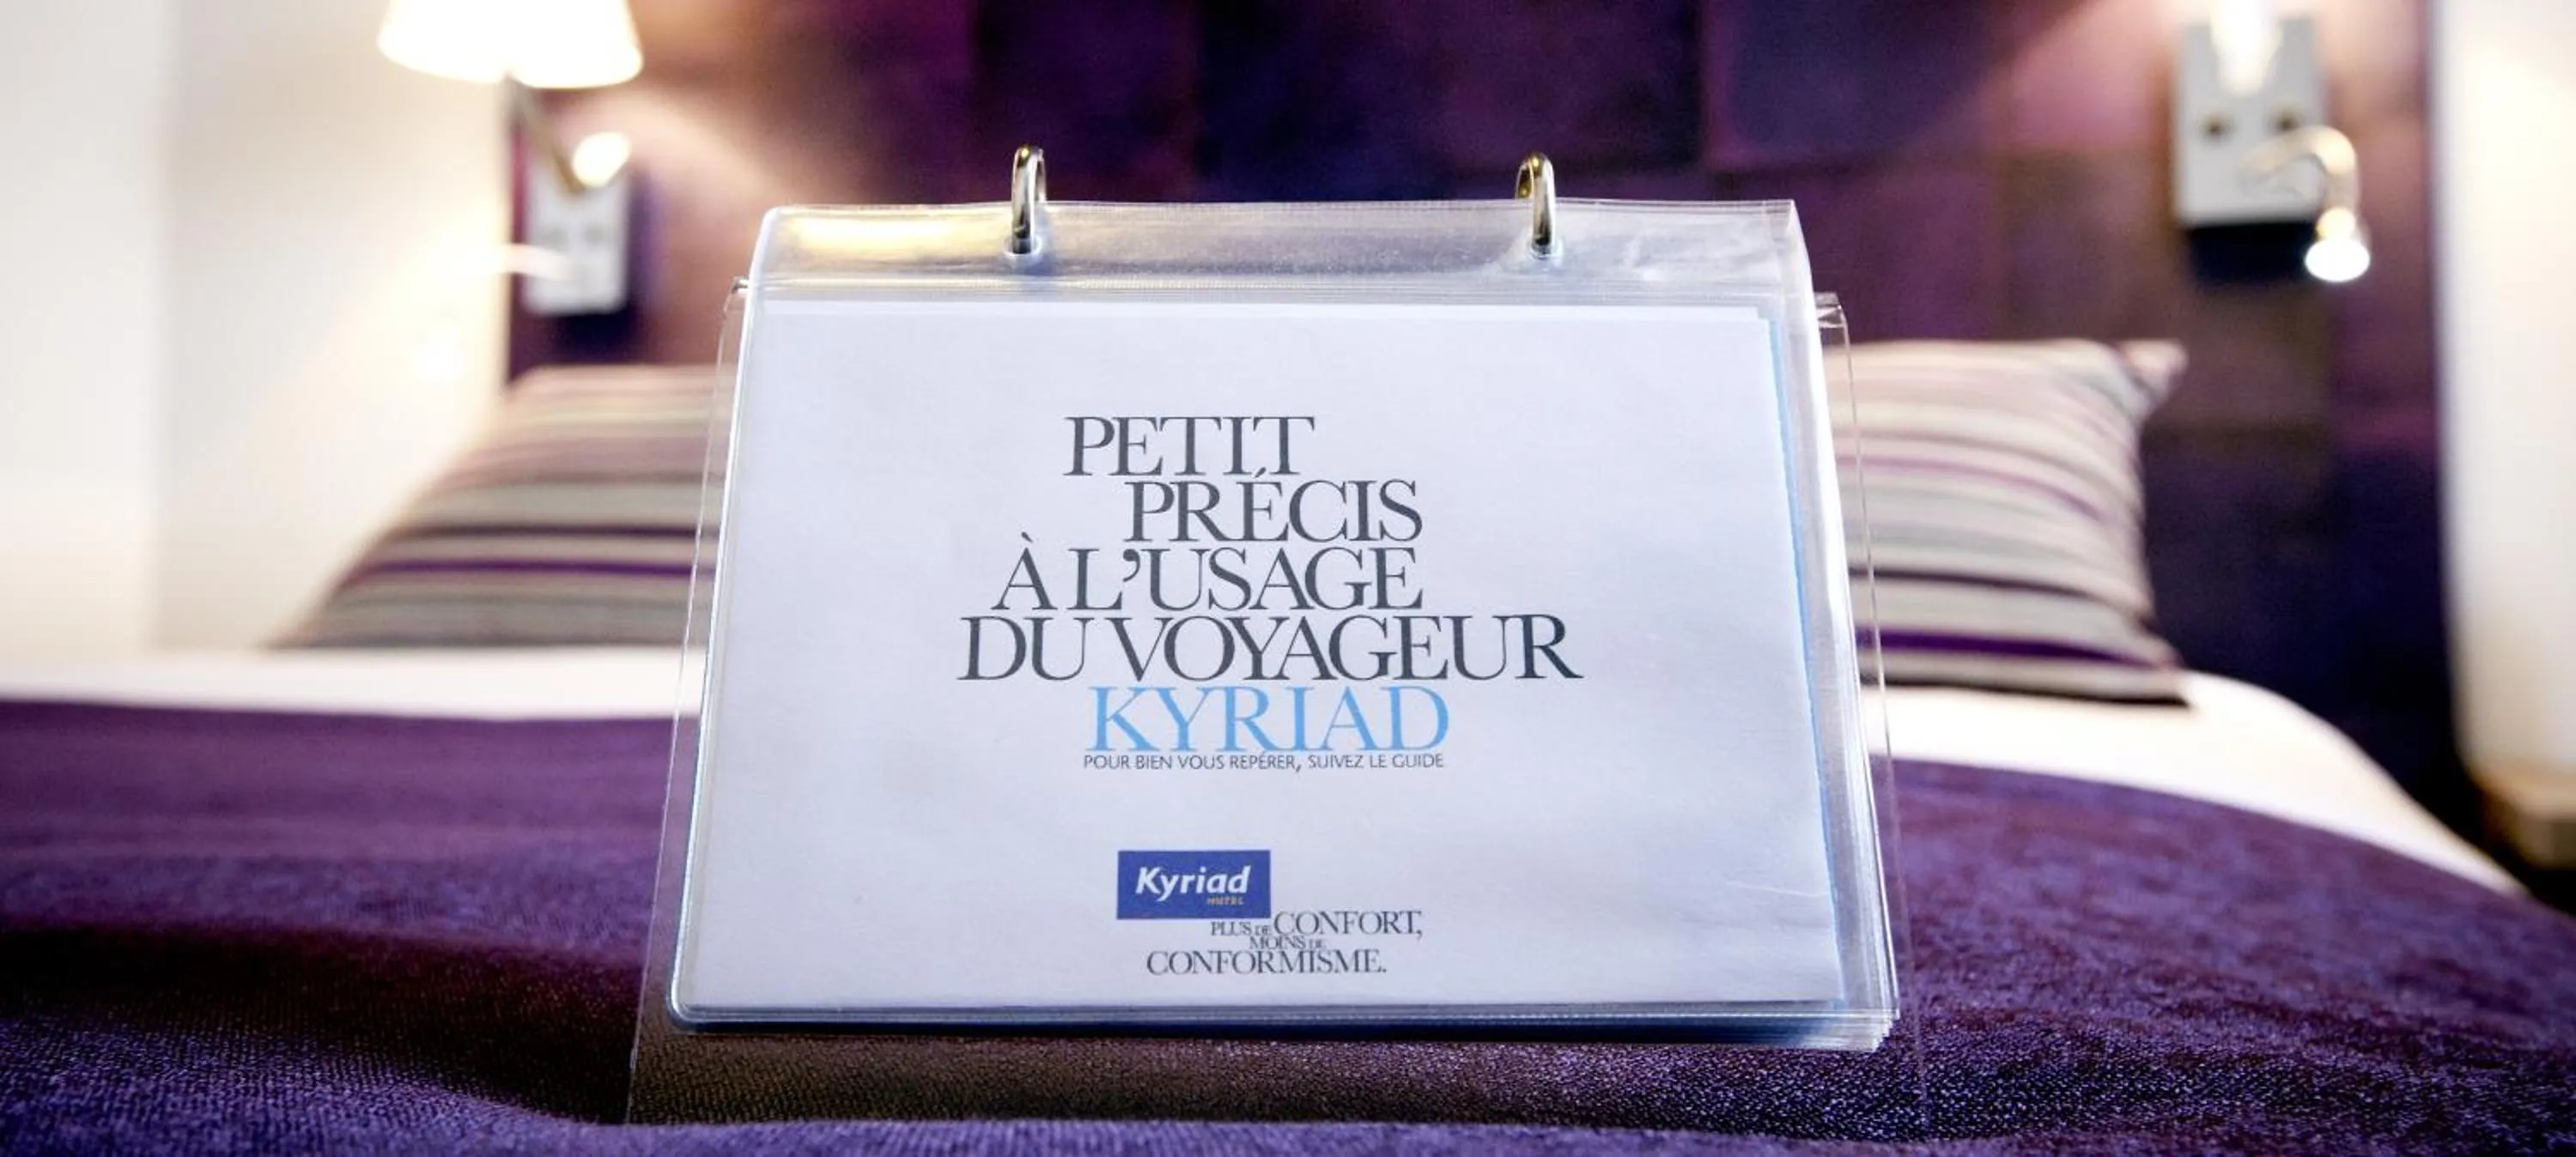 PETIT
PRÉCIS
À L'USAGE
DU VOYAGEUR
KYRIAD
POUR BIEN VOUS REPÉRER, SUIVEZ LE GUIDE
Kyriad
HOTEL
PLUS DE CONFORT,
MOINS DE
CONFORMISME.